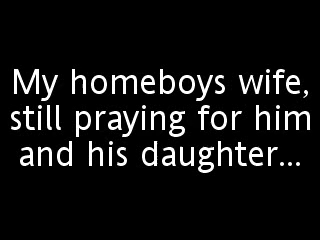 My homeboys wife,
still praying for him
and his daughter...